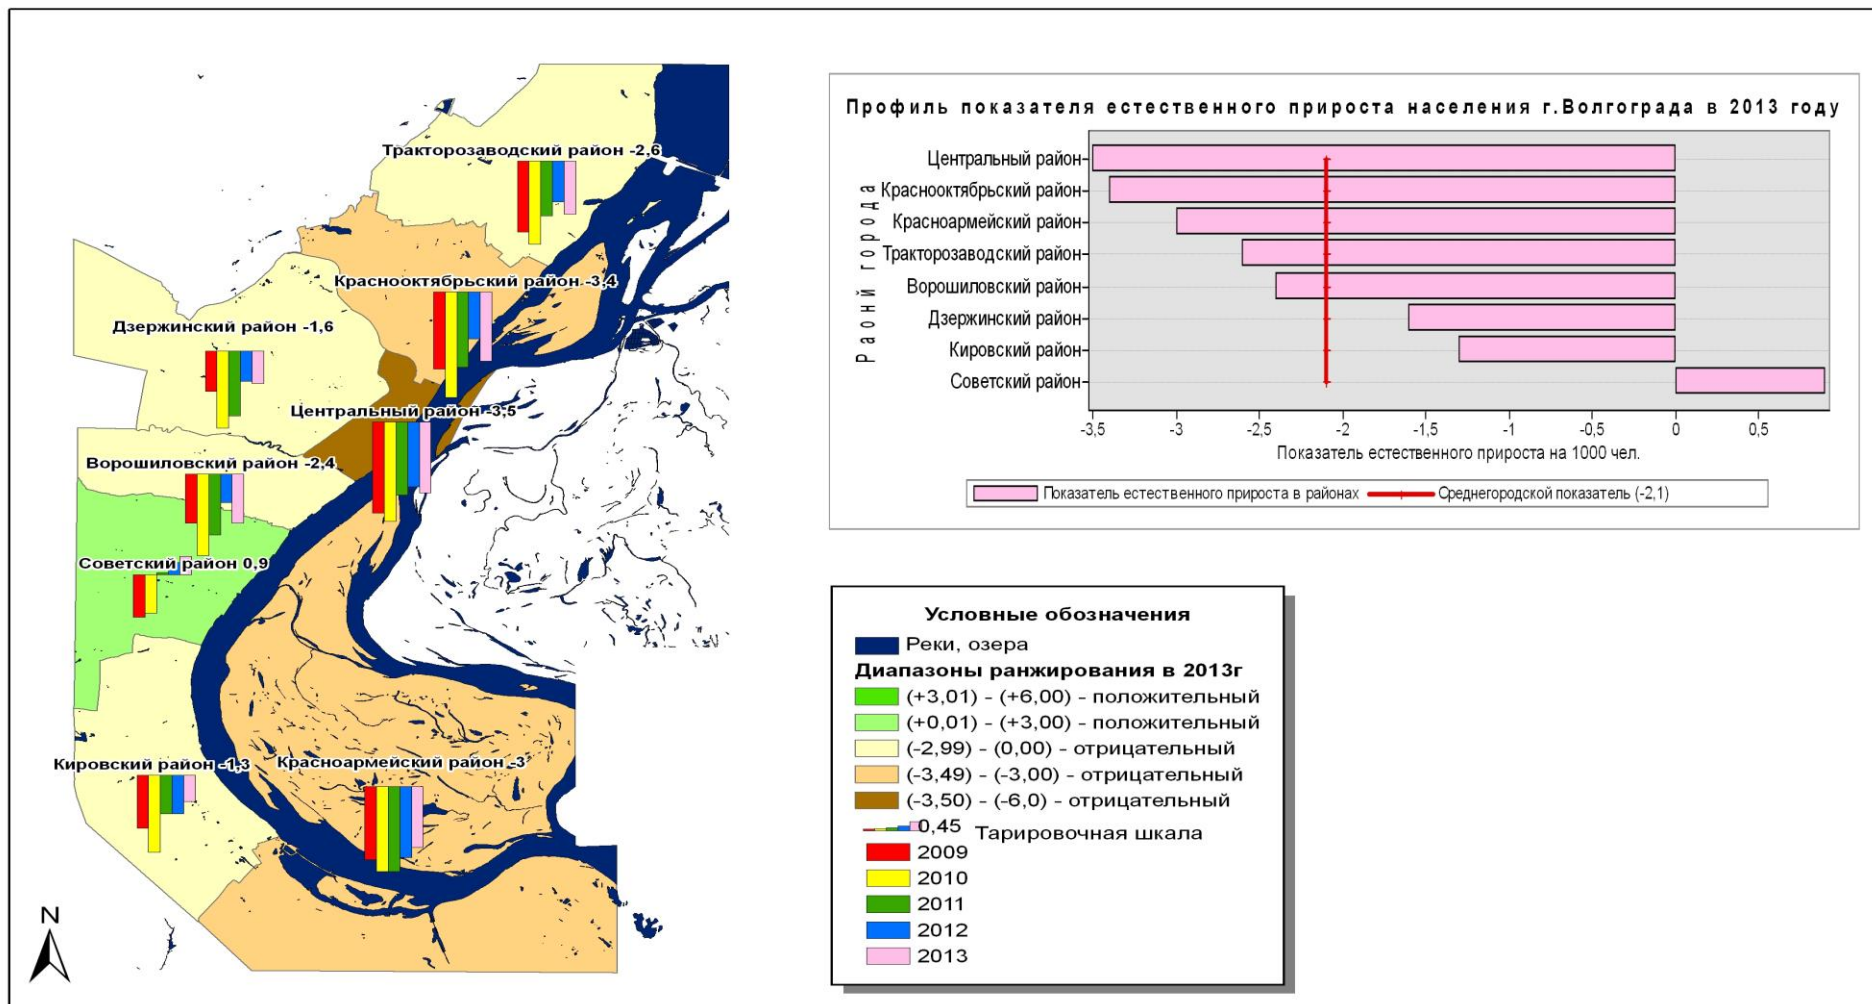 Тракторозаводский район -2,6
Краснооктябрьский район -3,4
Дзержинский район -1,6
Центральный район -3,5
Ворошиловский район -2,4
Советский район 0,9
Кировский район -1,3
Красноармейский район -3
N
Профиль показателя естественного прироста населения г.Волгограда в 2013 году
Район города
Центральный район
Краснооктябрьский район
Красноармейский район
Тракторозаводский район
Ворошиловский район
Дзержинский район
Кировский район
Советский район
-3,5 -3 -2,5 -2 -1,5 -1 -0,5 0 0,5
Показатель естественного прироста на 1000 чел.
Показатель естественного прироста в районах Среднегородской показатель (-2,1)
Условные обозначения
Реки, озера
Диапазоны ранжирования в 2013г
(+3,01) - (+6,00) - положительный
(+0,01) - (+3,00) - положительный
(-2,99) - (0,00) - отрицательный
(-3,49) - (-3,00) - отрицательный
(-3,50) - (-6,0) - отрицательный
0,45 Тарировочная шкала
2009
2010
2011
2012
2013